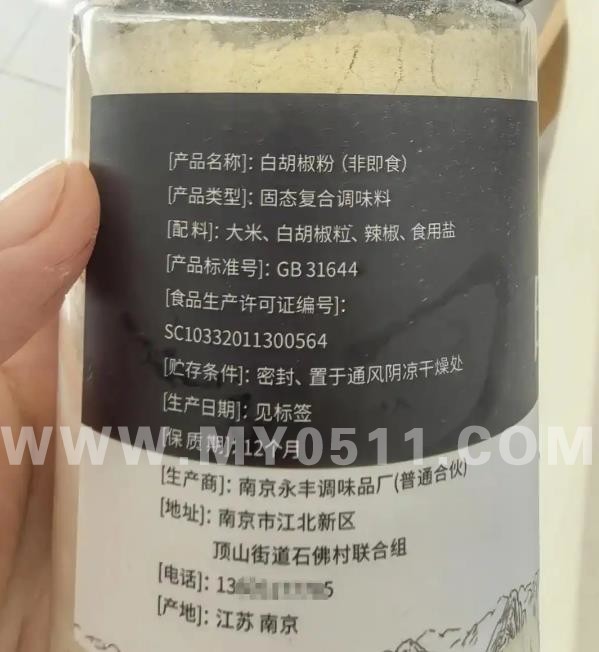 [产品名称]: 白胡椒粉 (非即食)
[产品类型]: 固态复合调味料
[配料]: 大米、白胡椒粒、辣椒、食用盐
[产品标准号]: GB 31644
[食品生产许可证编号]:
SC10332011300564
[贮存条件]: 密封、置于通风阴凉干燥处
[生产日期]: 见标签
[保质期]: 12个月
WWW.MY0511.COM
[生产商]: 南京永丰调味品厂(普通合伙)
[地址]: 南京市江北新区
顶山街道石佛村联合组
[电话]: 13 5
[产地]: 江苏 南京